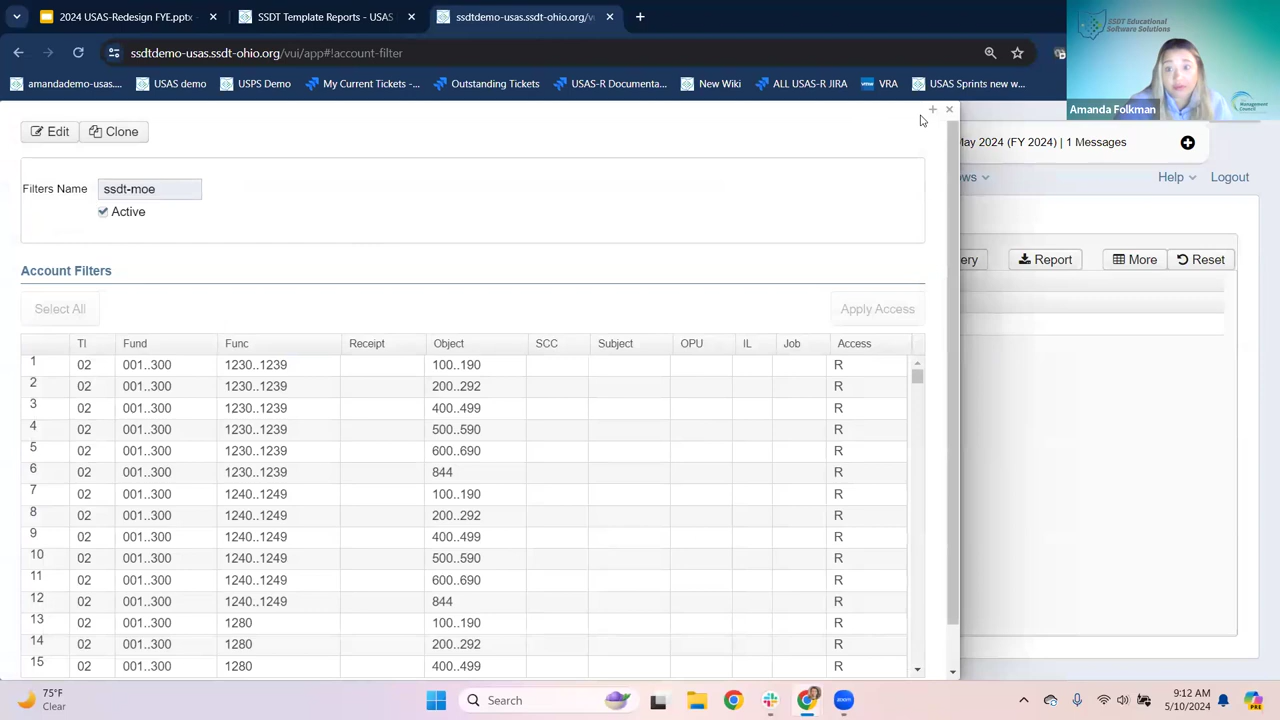 2024 USAS-Redesign FYE.pptx
SSDT Template Reports - USAS
ssdtdemo-usas.ssdt-ohio.org/v
SSDT Educational
Software Solutions
ssdtdemo-usas.ssdt-ohio.org/vui/app#!account-filter
amandademo-usas.ssdt...
USAS demo
USPS Demo
My Current Tickets -...
Outstanding Tickets
USAS-R Documenta...
New Wiki
ALL USAS-R JIRA
VRA
USAS Sprints new w...
Management
Council
Amanda Folkman
Edit
Clone
May 2024 (FY 2024) | 1 Messages
Filters Name ssdt-moe
ws
Help
Logout
Active
ery
Report
More
Reset
Account Filters
Select All
Apply Access
TI Fund Func Receipt Object SCC Subject OPU IL Job Access
1 02 001..300 1230..1239 100..190 R
2 02 001..300 1230..1239 200..292 R
3 02 001..300 1230..1239 400..499 R
4 02 001..300 1230..1239 500..590 R
5 02 001..300 1230..1239 600..690 R
6 02 001..300 1230..1239 844 R
7 02 001..300 1240..1249 100..190 R
8 02 001..300 1240..1249 200..292 R
9 02 001..300 1240..1249 400..499 R
10 02 001..300 1240..1249 500..590 R
11 02 001..300 1240..1249 600..690 R
12 02 001..300 1240..1249 844 R
13 02 001..300 1280 100..190 R
14 02 001..300 1280 200..292 R
15 02 001..300 1280 400..499 R
75°F
Clear
Search
zoom
PRE
9:12 AM
5/10/2024